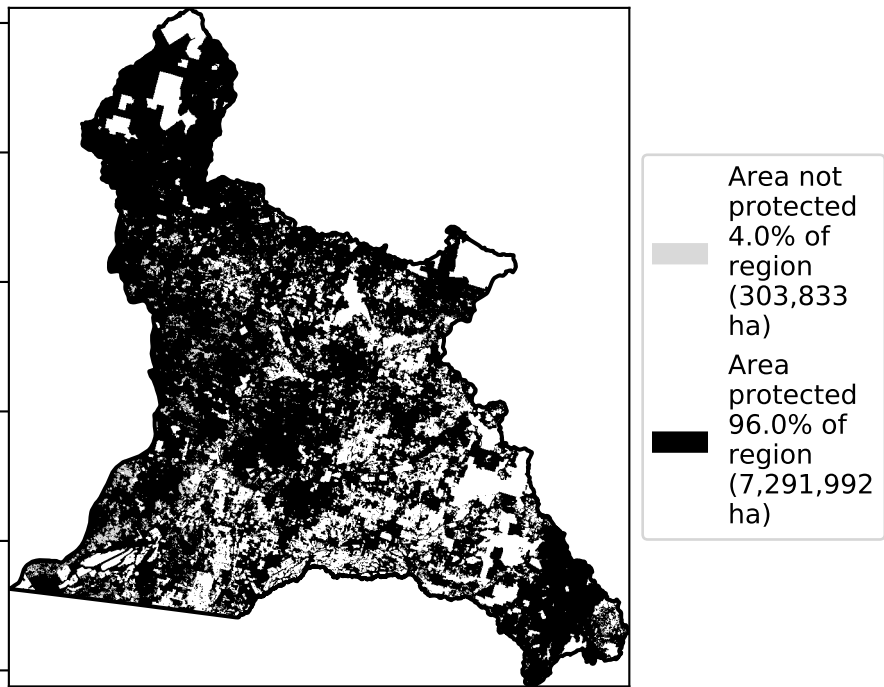 Area not
protected
4.0% of
region
(303,833
ha)
Area
protected
96.0% of
region
(7,291,992
ha)